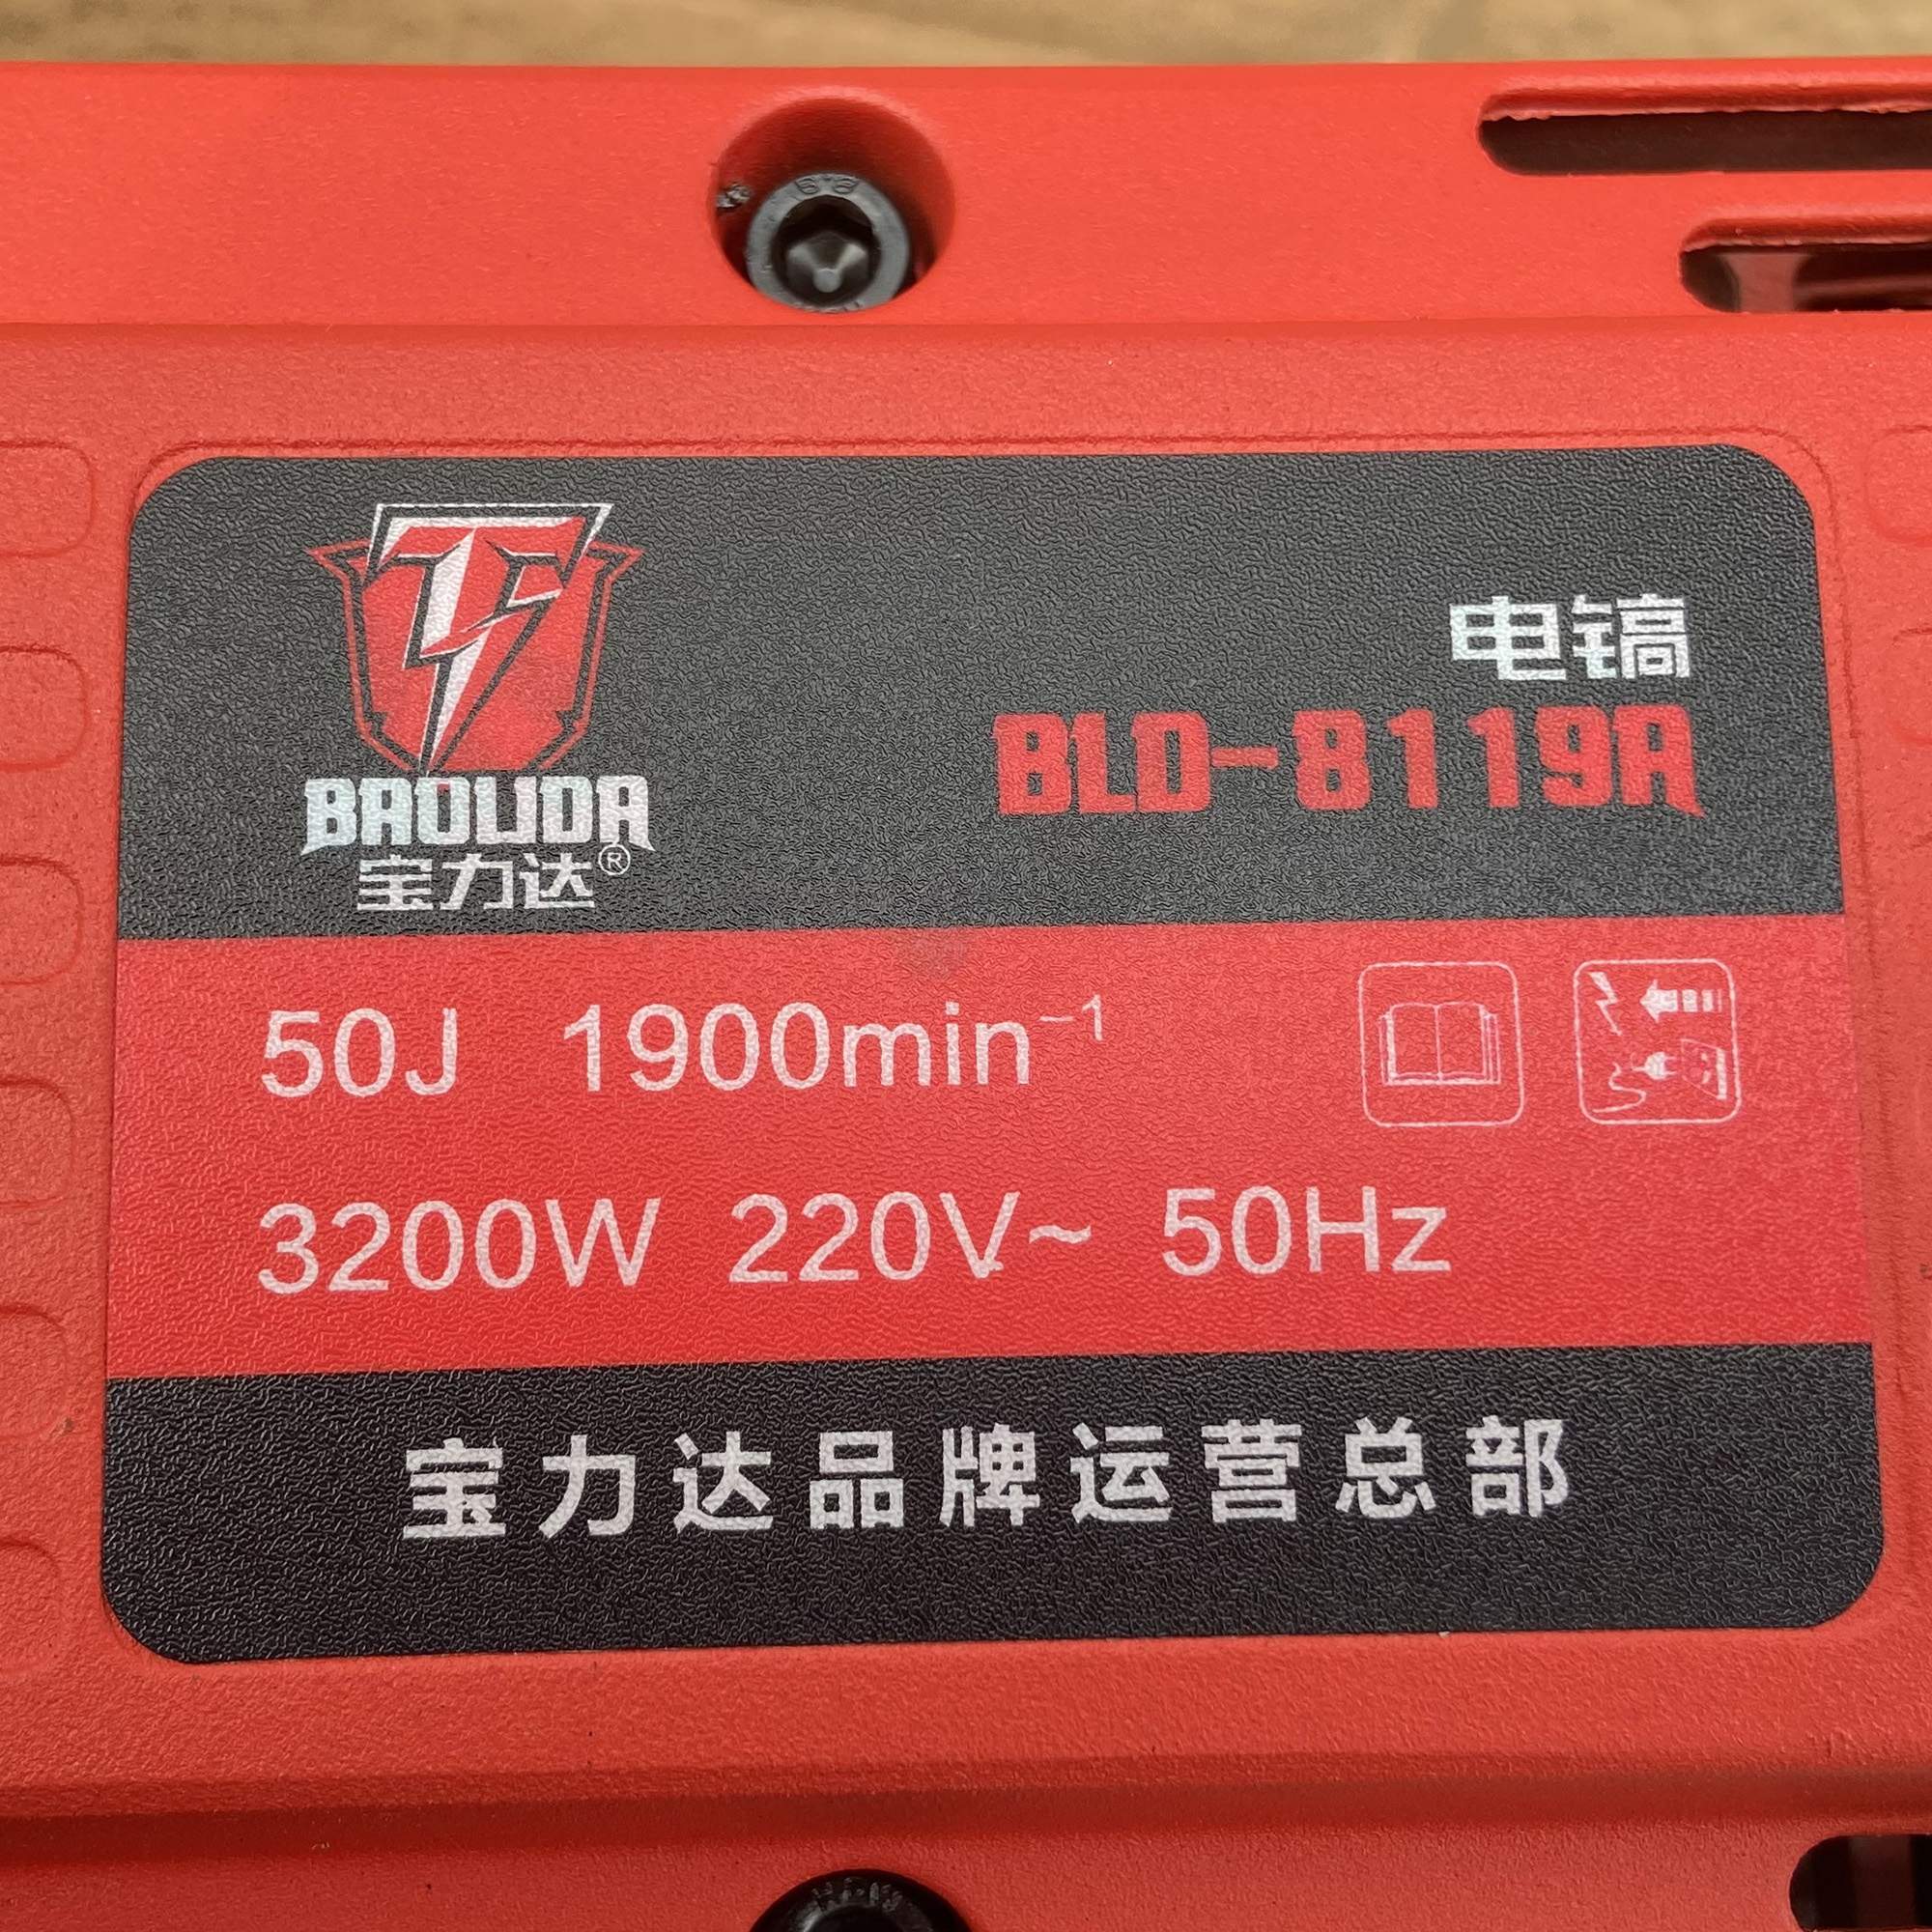 电镐
BLD-8119A
BAOLIDA
宝力达®
50J 1900min⁻¹
3200W 220V~ 50Hz
宝力达品牌运营总部